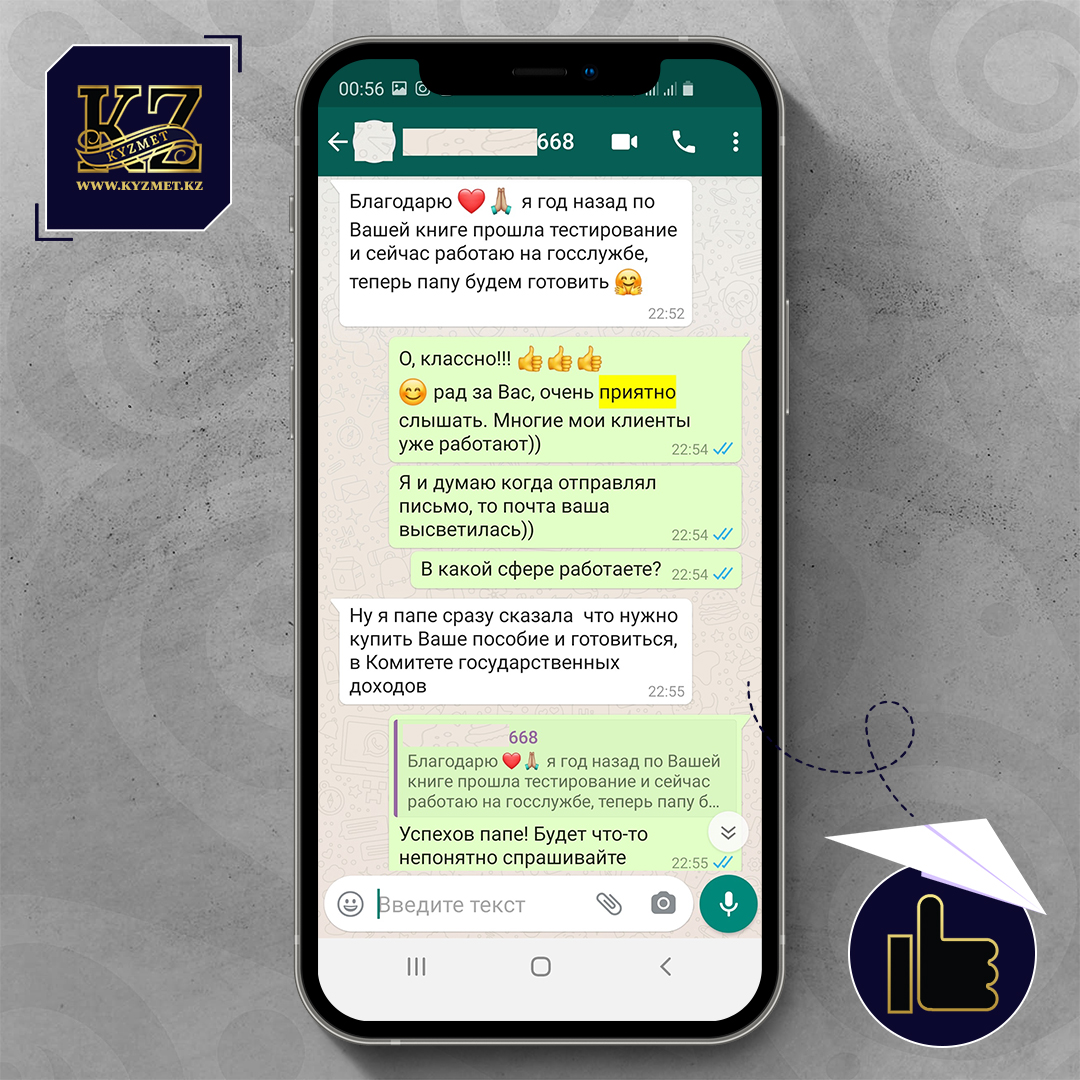 KZ
KYZMET
WWW.KYZMET.KZ
00:56
668
Благодарю ❤️🙏🏼 я год назад по
Вашей книге прошла тестирование
и сейчас работаю на госслужбе,
теперь папу будем готовить 🤗
22:52
О, классно!!! 👍👍👍
😊 рад за Вас, очень приятно
слышать. Многие мои клиенты
уже работают))
22:54
Я и думаю когда отправлял
письмо, то почта ваша
высветилась))
22:54
В какой сфере работаете? 22:54
Ну я папе сразу сказала  что нужно
купить Ваше пособие и готовиться,
в Комитете государственных
доходов
22:55
668
Благодарю ❤️🙏🏼 я год назад по Вашей
книге прошла тестирование и сейчас
работаю на госслужбе, теперь папу б...
Успехов папе! Будет что-то
непонятно спрашивайте
22:55
Введите текст